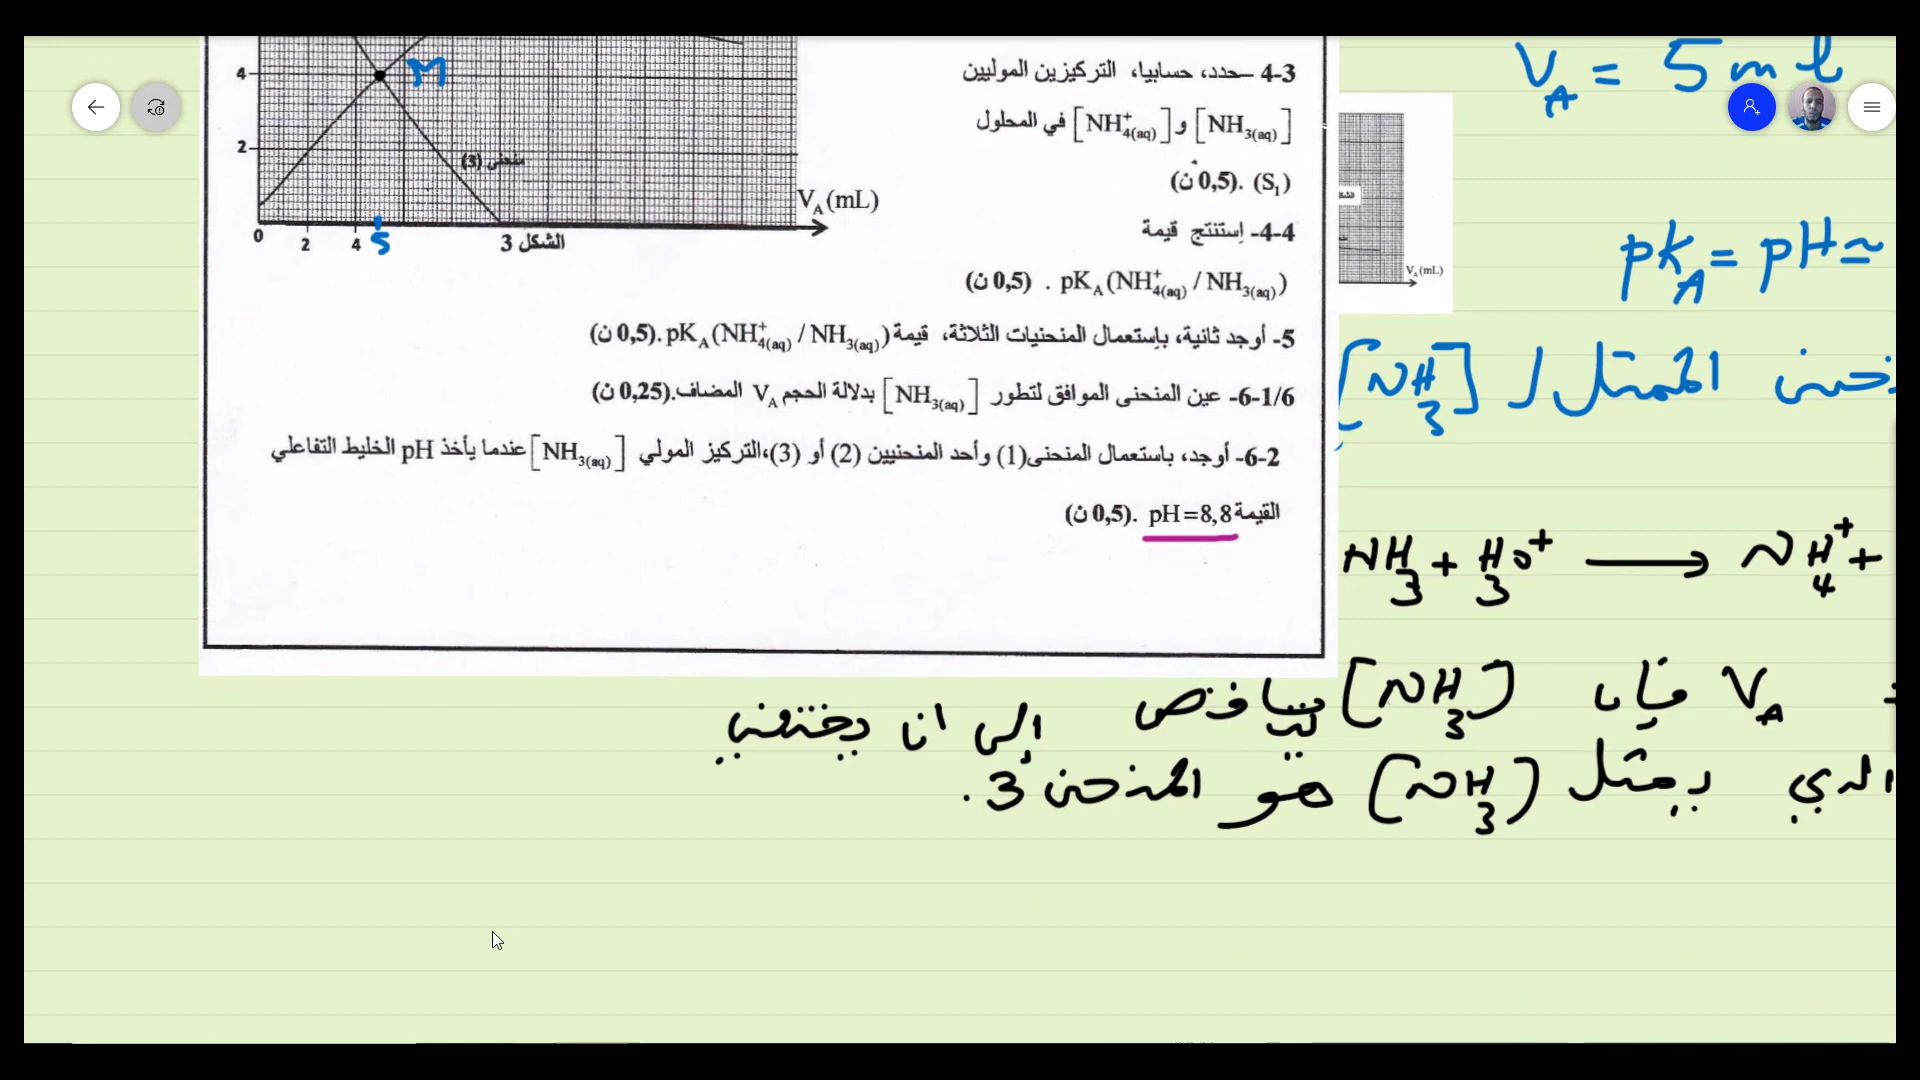 4-3 –حدد، حسابيا، التركيزين الموليين
[NH3(aq)] و [NH4(aq)+] في المحلول
(S1) .(0,5 ن)
4-4- اِستنتج قيمة
pKA(NH4(aq)+ / NH3(aq)) . (0,5 ن)
5- أوجد ثانية، بإستعمال المنحنيات الثلاثة، قيمة pKA(NH4(aq)+ / NH3(aq)).(0,5 ن)
6-1/6- عين المنحنى الموافق لتطور [NH3(aq)] بدلالة الحجم VA المضاف.(0,25 ن)
6-2- أوجد، باستعمال المنحنى(1) وأحد المنحنيين (2) أو (3)،التركيز المولي [NH3(aq)] عندما يأخذ pH الخليط التفاعلي
القيمة pH=8,8 .(0,5 ن)
4
M
2
منحنى (3)
VA(mL)
0 2 4 5
الشكل 3
VA = 5 ml
VA(mL)
pKA = pH ≃
الممثل ل [NH3]
NH3 + H3O+ → NH4+ +
VA فإن [NH3] يتناقص إلى ان يختفي
الذي يمثل [NH3] هو المنحنى 3.